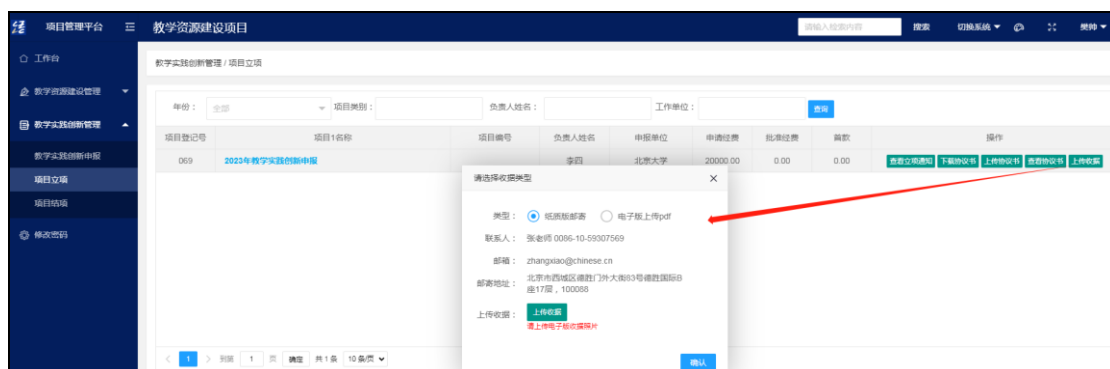 项目管理平台
教学资源建设项目
请输入检索内容
搜索
切换系统
樊帅
工作台
教学资源建设管理
教学实践创新管理
教学实践创新申报
项目立项
项目结项
修改密码
教学实践创新管理 / 项目立项
年份：
全部
项目类别：
负责人姓名：
工作单位：
查询
项目登记号 项目1名称 项目编号 负责人姓名 申报单位 申请经费 批准经费 首款 操作
069 2023年教学实践创新申报 李四 北京大学 20000.00 0.00 0.00 查看立项通知 下载协议书 上传协议书 查看协议书 上传收据
请选择收据类型
类型： 纸质版邮寄 电子版上传pdf
联系人： 张老师 0086-10-59307569
邮箱： zhangxiao@chinese.cn
邮寄地址： 北京市西城区德胜门外大街83号德胜国际B
座17层，100088
上传收据： 上传收据
请上传电子版收据照片
确认
1 到第 1 页 确定 共 1 条 10 条/页